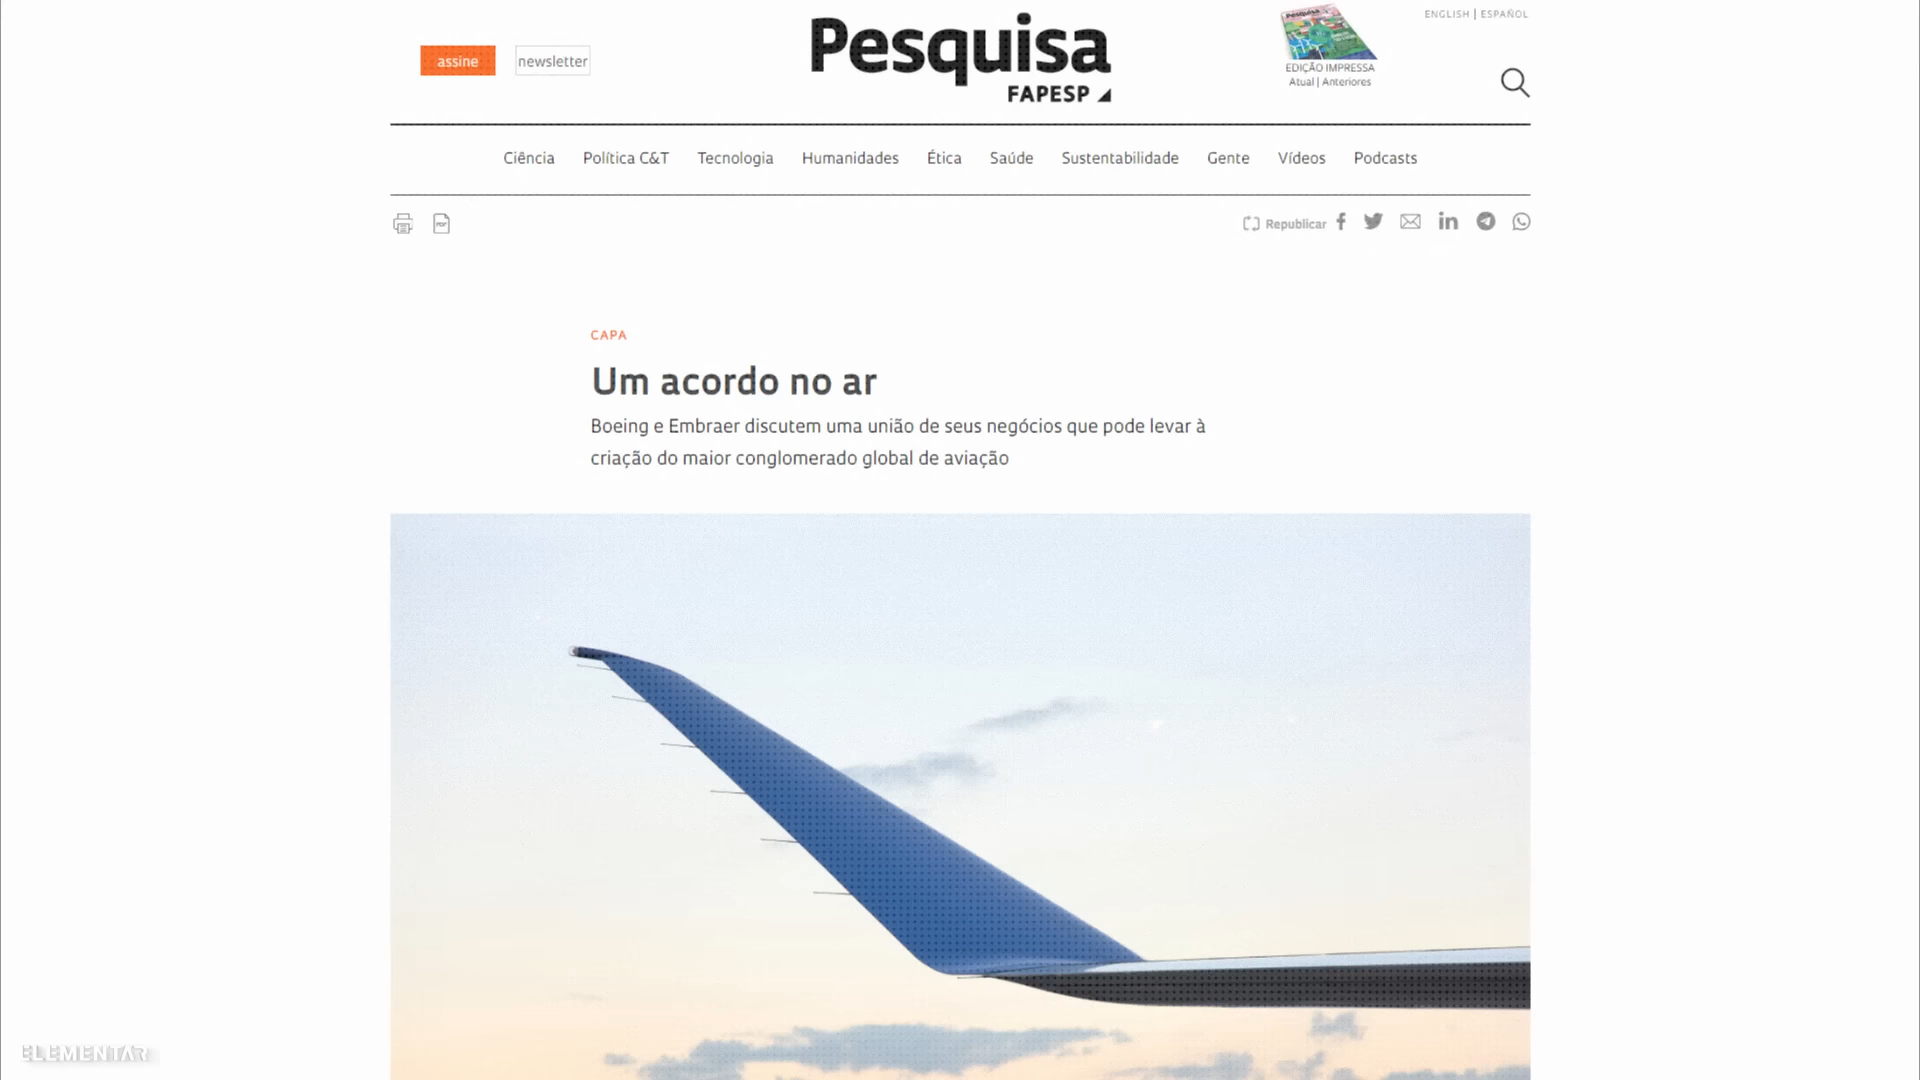 ENGLISH | ESPAÑOL
assine
newsletter
Pesquisa
FAPESP
Pesquisa
EDIÇÃO IMPRESSA
Atual | Anteriores
Ciência Política C&T Tecnologia Humanidades Ética Saúde Sustentabilidade Gente Vídeos Podcasts
PDF
Republicar
CAPA
Um acordo no ar
Boeing e Embraer discutem uma união de seus negócios que pode levar à
criação do maior conglomerado global de aviação
ELEMENTAR